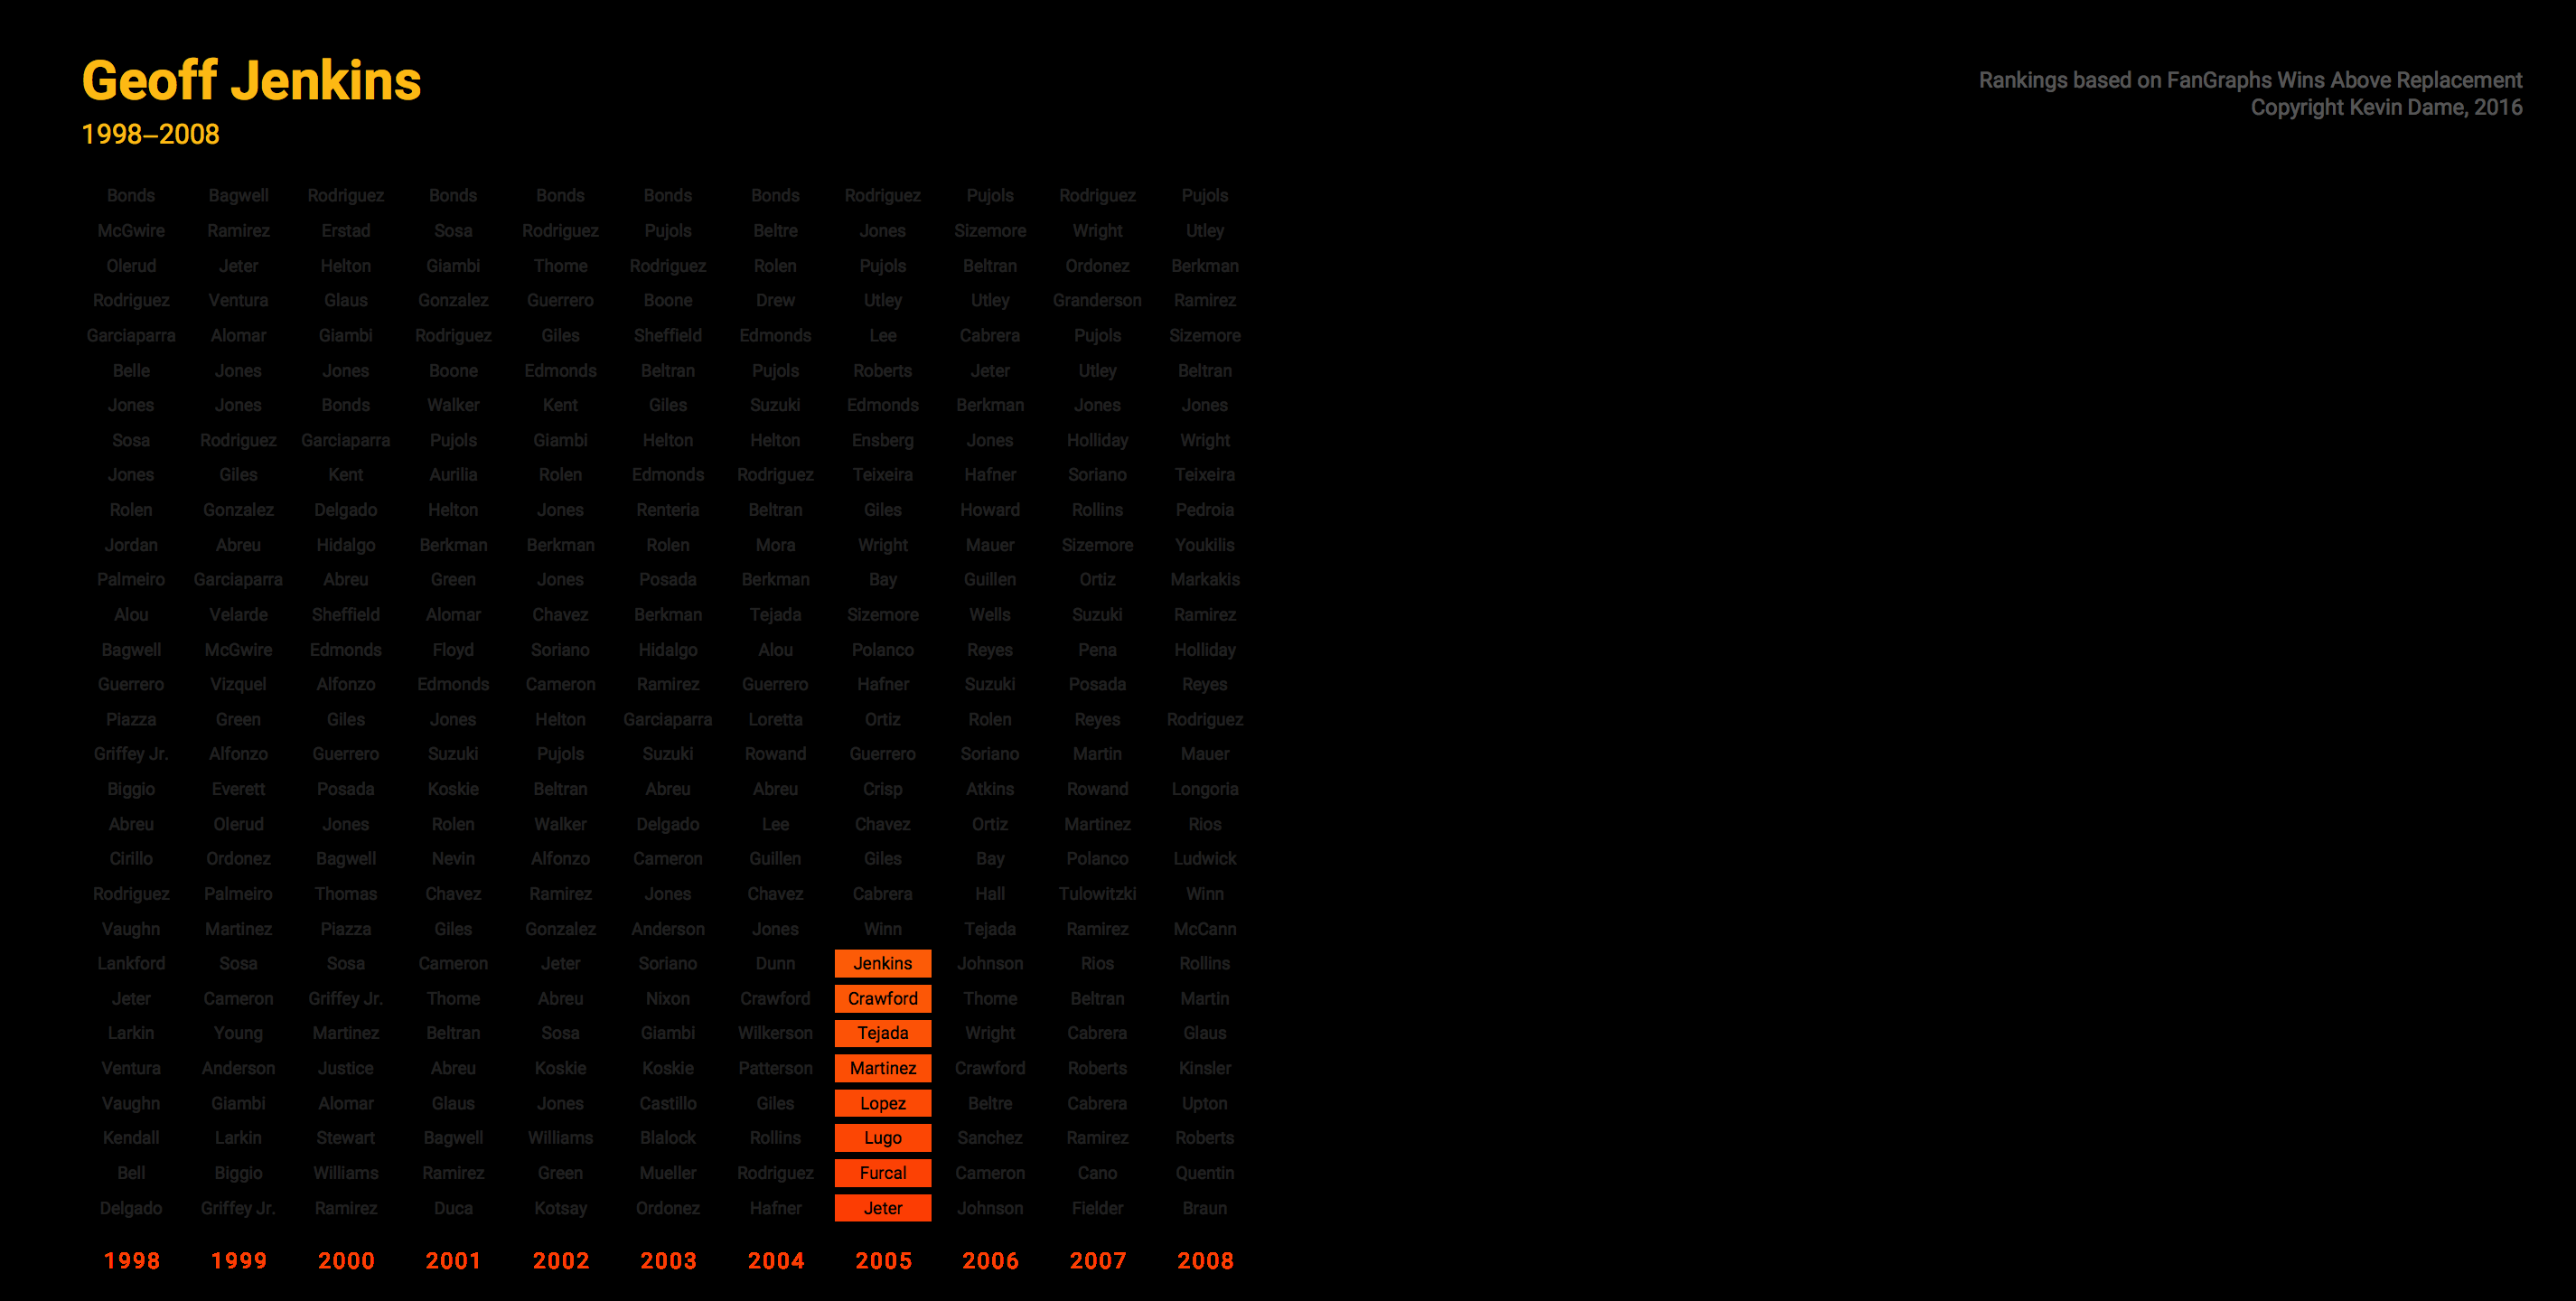 Geoff Jenkins
1998–2008
Rankings based on FanGraphs Wins Above Replacement
Copyright Kevin Dame, 2016
Bonds Bagwell Rodriguez Bonds Bonds Bonds Bonds Rodriguez Pujols Rodriguez Pujols
McGwire Ramirez Erstad Sosa Rodriguez Pujols Beltre Jones Sizemore Wright Utley
Olerud Jeter Helton Giambi Thome Rodriguez Rolen Pujols Beltran Ordonez Berkman
Rodriguez Ventura Glaus Gonzalez Guerrero Boone Drew Utley Utley Granderson Ramirez
Garciaparra Alomar Giambi Rodriguez Giles Sheffield Edmonds Lee Cabrera Pujols Sizemore
Belle Jones Jones Boone Edmonds Beltran Pujols Roberts Jeter Utley Beltran
Jones Jones Bonds Walker Kent Giles Suzuki Edmonds Berkman Jones Jones
Sosa Rodriguez Garciaparra Pujols Giambi Helton Helton Ensberg Jones Holliday Wright
Jones Giles Kent Aurilia Rolen Edmonds Rodriguez Teixeira Hafner Soriano Teixeira
Rolen Gonzalez Delgado Helton Jones Renteria Beltran Giles Howard Rollins Pedroia
Jordan Abreu Hidalgo Berkman Berkman Rolen Mora Wright Mauer Sizemore Youkilis
Palmeiro Garciaparra Abreu Green Jones Posada Berkman Bay Guillen Ortiz Markakis
Alou Velarde Sheffield Alomar Chavez Berkman Tejada Sizemore Wells Suzuki Ramirez
Bagwell McGwire Edmonds Floyd Soriano Hidalgo Alou Polanco Reyes Pena Holliday
Guerrero Vizquel Alfonzo Edmonds Cameron Ramirez Guerrero Hafner Suzuki Posada Reyes
Piazza Green Giles Jones Helton Garciaparra Loretta Ortiz Rolen Reyes Rodriguez
Griffey Jr. Alfonzo Guerrero Suzuki Pujols Suzuki Rowand Guerrero Soriano Martin Mauer
Biggio Everett Posada Koskie Beltran Abreu Abreu Crisp Atkins Rowand Longoria
Abreu Olerud Jones Rolen Walker Delgado Lee Chavez Ortiz Martinez Rios
Cirillo Ordonez Bagwell Nevin Alfonzo Cameron Guillen Giles Bay Polanco Ludwick
Rodriguez Palmeiro Thomas Chavez Ramirez Jones Chavez Cabrera Hall Tulowitzki Winn
Vaughn Martinez Piazza Giles Gonzalez Anderson Jones Winn Tejada Ramirez McCann
Lankford Sosa Sosa Cameron Jeter Soriano Dunn Jenkins Johnson Rios Rollins
Jeter Cameron Griffey Jr. Thome Abreu Nixon Crawford Crawford Thome Beltran Martin
Larkin Young Martinez Beltran Sosa Giambi Wilkerson Tejada Wright Cabrera Glaus
Ventura Anderson Justice Abreu Koskie Koskie Patterson Martinez Crawford Roberts Kinsler
Vaughn Giambi Alomar Glaus Jones Castillo Giles Lopez Beltre Cabrera Upton
Kendall Larkin Stewart Bagwell Williams Blalock Rollins Lugo Sanchez Ramirez Roberts
Bell Biggio Williams Ramirez Green Mueller Rodriguez Furcal Cameron Cano Quentin
Delgado Griffey Jr. Ramirez Duca Kotsay Ordonez Hafner Jeter Johnson Fielder Braun
1998 1999 2000 2001 2002 2003 2004 2005 2006 2007 2008